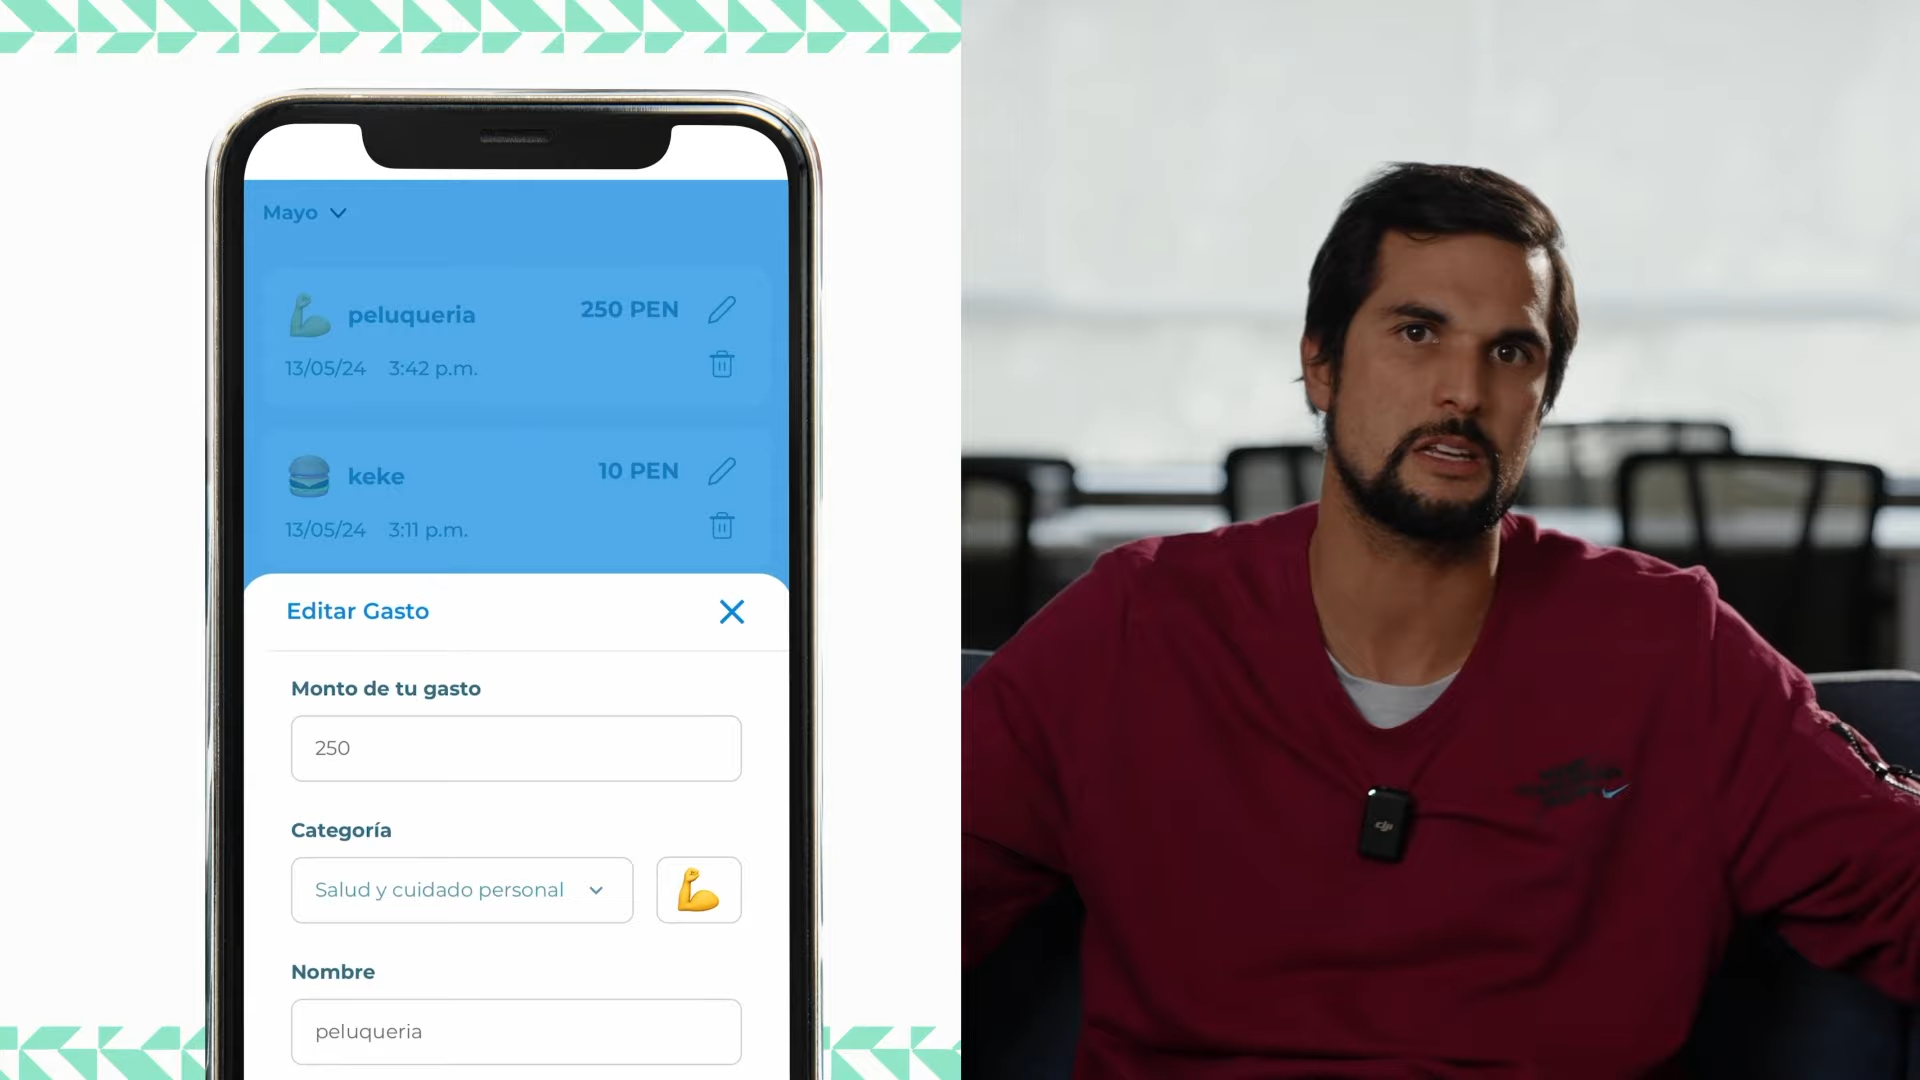 Mayo
peluqueria
250 PEN
13/05/24 3:42 p.m.
keke
10 PEN
13/05/24 3:11 p.m.
Editar Gasto
Monto de tu gasto
250
Categoría
Salud y cuidado personal
Nombre
peluqueria
dji